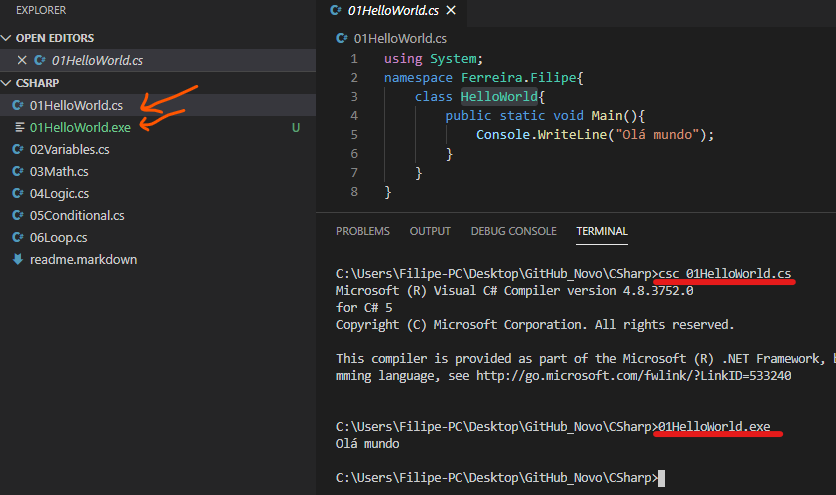 EXPLORER
OPEN EDITORS
01HelloWorld.cs
CSHARP
01HelloWorld.cs
01HelloWorld.exe U
02Variables.cs
03Math.cs
04Logic.cs
05Conditional.cs
06Loop.cs
readme.markdown
01HelloWorld.cs
01HelloWorld.cs
1 using System;
2 namespace Ferreira.Filipe{
3 class HelloWorld{
4 public static void Main(){
5 Console.WriteLine("Olá mundo");
6 }
7 }
8 }
PROBLEMS OUTPUT DEBUG CONSOLE TERMINAL
C:\Users\Filipe-PC\Desktop\GitHub_Novo\CSharp>csc 01HelloWorld.cs
Microsoft (R) Visual C# Compiler version 4.8.3752.0
for C# 5
Copyright (C) Microsoft Corporation. All rights reserved.
This compiler is provided as part of the Microsoft (R) .NET Framework,
mming language, see http://go.microsoft.com/fwlink/?LinkID=533240
C:\Users\Filipe-PC\Desktop\GitHub_Novo\CSharp>01HelloWorld.exe
Olá mundo
C:\Users\Filipe-PC\Desktop\GitHub_Novo\CSharp>